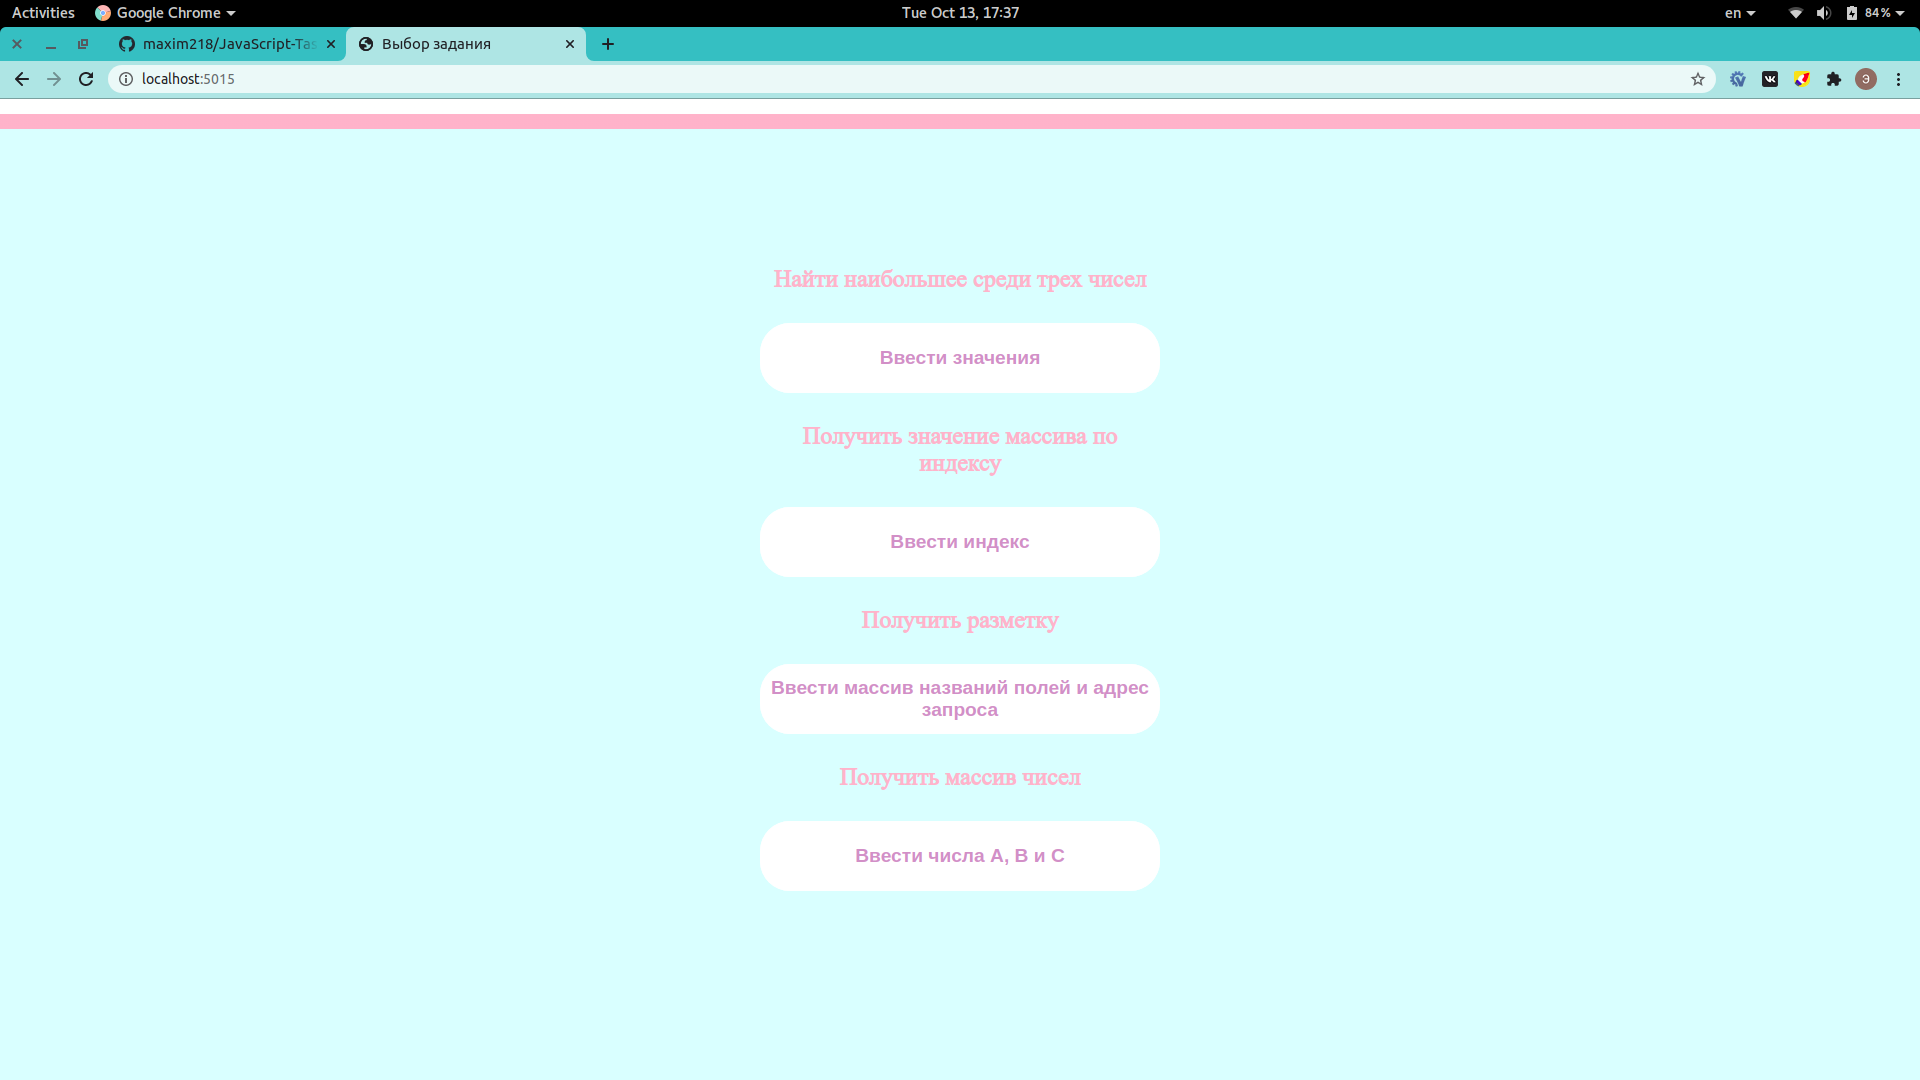 Activities
Google Chrome
Tue Oct 13, 17:37
en
84%
maxim218/JavaScript-Tas
Выбор задания
localhost:5015
Э
Найти наибольшее среди трех чисел
Ввести значения
Получить значение массива по
индексу
Ввести индекс
Получить разметку
Ввести массив названий полей и адрес
запроса
Получить массив чисел
Ввести числа A, B и C